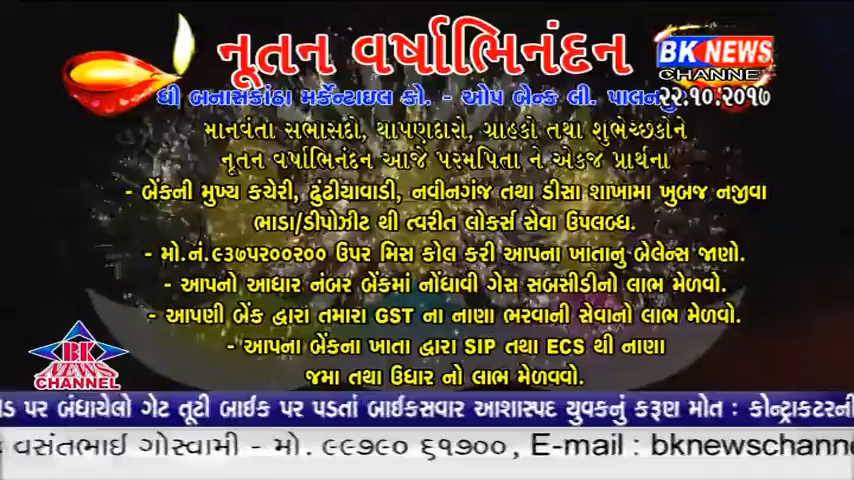 નૂતન વર્ષાભિનંદન
BK NEWS
CHANNE
ધી બનાસકાંઠા મર્કેન્ટાઇલ કો. - ઓપ બેન્ક લી. પાલન
૨૨.૧૦.૨૦૧૭
માનવંતા સભાસદો, થાપણદારો, ગ્રાહકો તથા શુભેચ્છકોને
નૂતન વર્ષાભિનંદન આજે પરમપિતા ને એકજ પ્રાર્થના
- બેંકની મુખ્ય કચેરી, ઢુંઢીયાવાડી, નવીનગંજ તથા ડીસા શાખામા ખુબજ નજીવા
ભાડા/ડીપોઝીટ થી ત્વરીત લોકર્સ સેવા ઉપલબ્ધ.
- મો.નં.૯૩૭૫૨૦૦૨૦૦ ઉપર મિસ કોલ કરી આપના ખાતાનુ બેલેન્સ જાણો.
- આપનો આધાર નંબર બેંકમાં નોંધાવી ગેસ સબસીડીનો લાભ મેળવો.
- આપણી બેંક દ્વારા તમારા GST ના નાણા ભરવાની સેવાનો લાભ મેળવો.
- આપના બેંકના ખાતા દ્વારા SIP તથા ECS થી નાણા
જમા તથા ઉધાર નો લાભ મેળવવો.
BK
NEWS
CHANNEL
ોડ પર બંધાયેલો ગેટ તૂટી બાઈક પર પડતાં બાઈકસવાર આશાસ્પદ યુવકનું કરૂણ મોત : કોન્ટ્રાક્ટરની
વસંતભાઈ ગોસ્વામી - મો. ૯૯૭૯૦ ૬૧૭૦૦, E-mail : bknewschanne